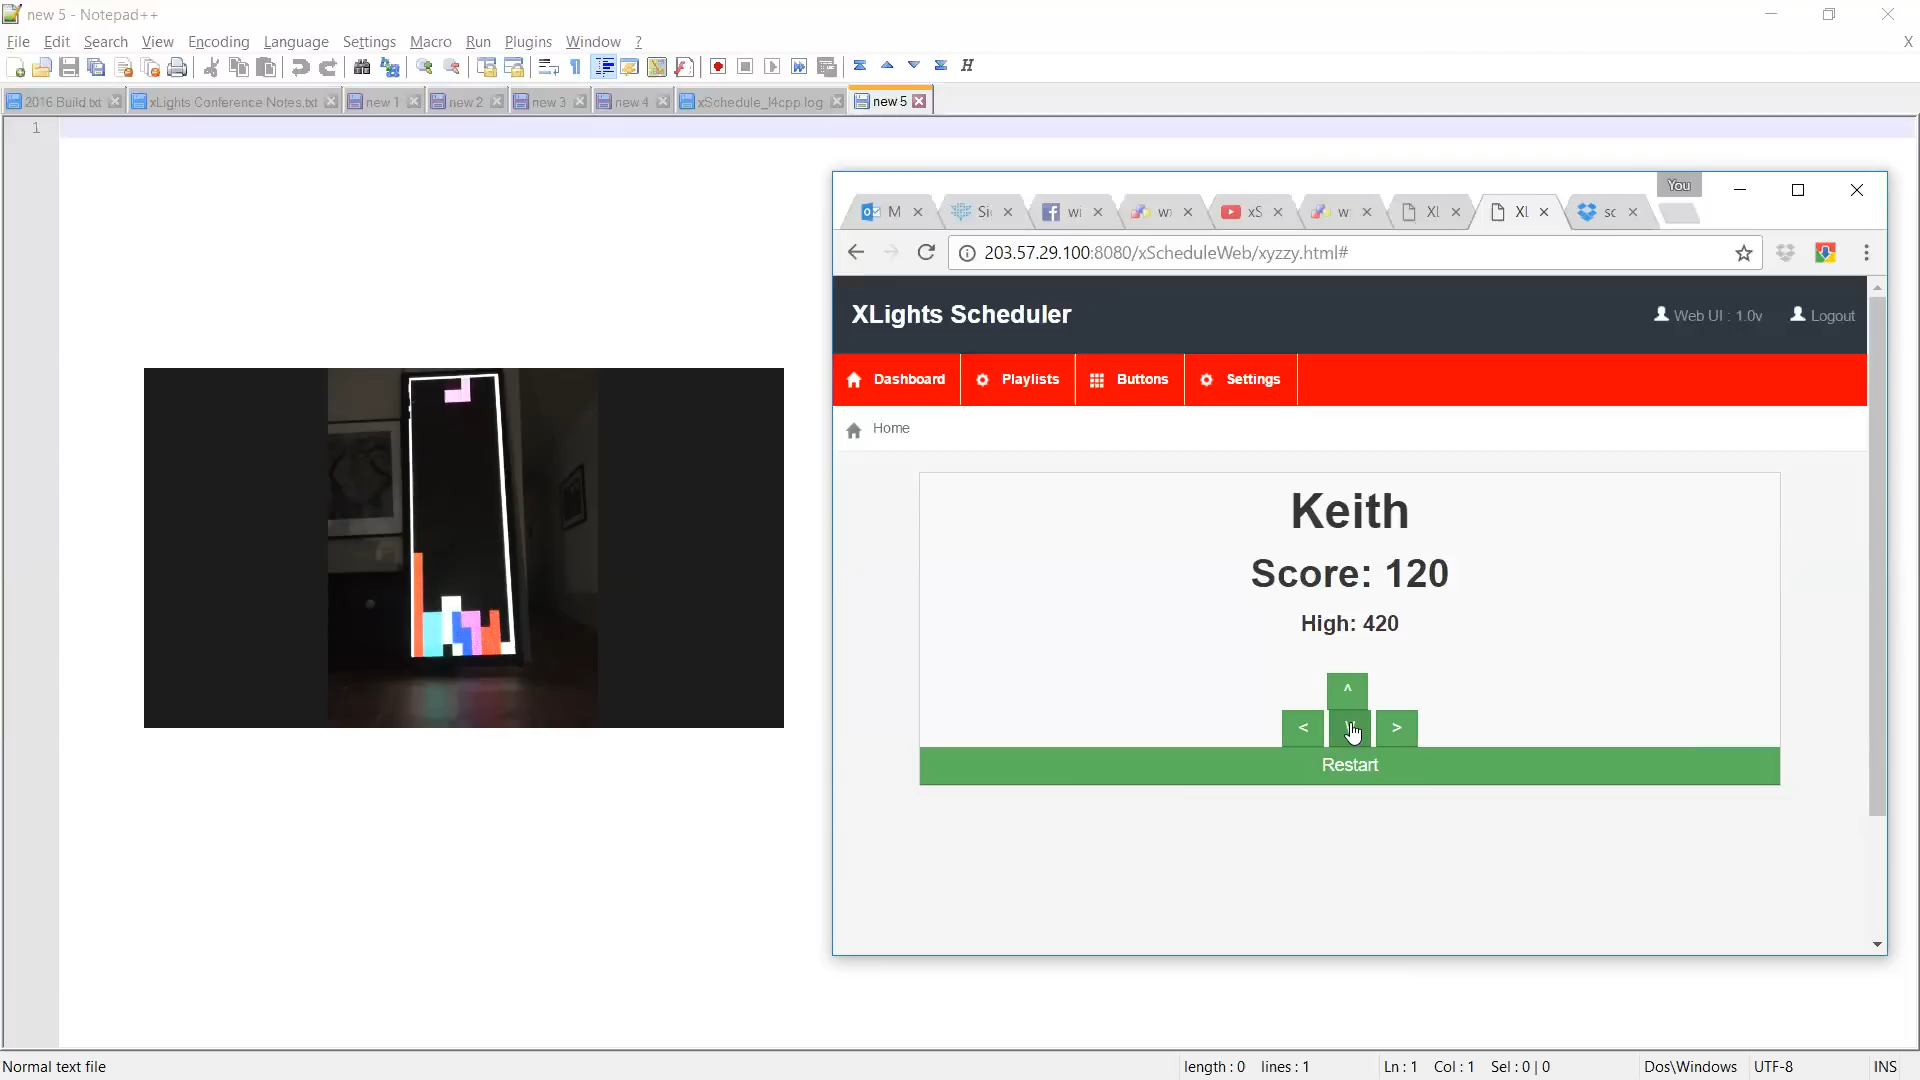 new 5 - Notepad++
File Edit Search View Encoding Language Settings Macro Run Plugins Window ?
X
H
2016 Build.txt xLights Conference Notes.txt new 1 new 2 new 3 new 4 xSchedule_l4cpp.log new 5
1
You
M Si wi w xS w XL XL sc
203.57.29.100:8080/xScheduleWeb/xyzzy.html#
XLights Scheduler
Web UI : 1.0v Logout
Dashboard Playlists Buttons Settings
Home
Keith
Score: 120
High: 420
^
< >
Restart
Normal text file
length : 0 lines : 1
Ln : 1 Col : 1 Sel : 0 | 0
Dos\Windows UTF-8 INS